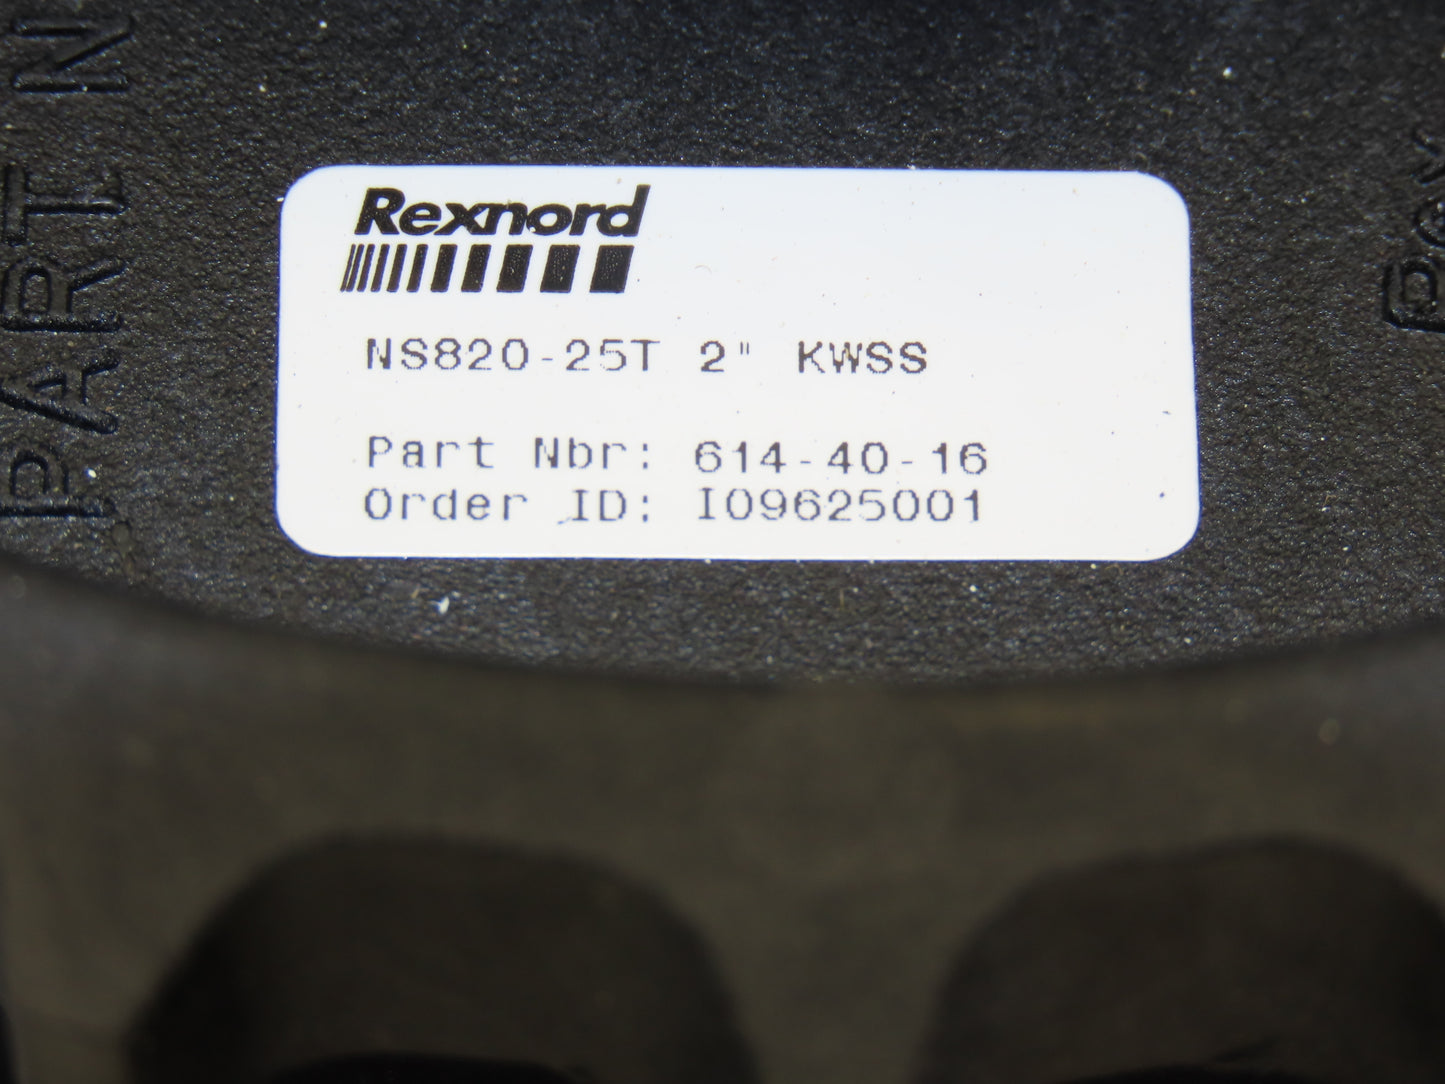 PART N
Rexnord
NS820-25T 2" KWSS
Part Nbr: 614-40-16
Order ID: I09625001